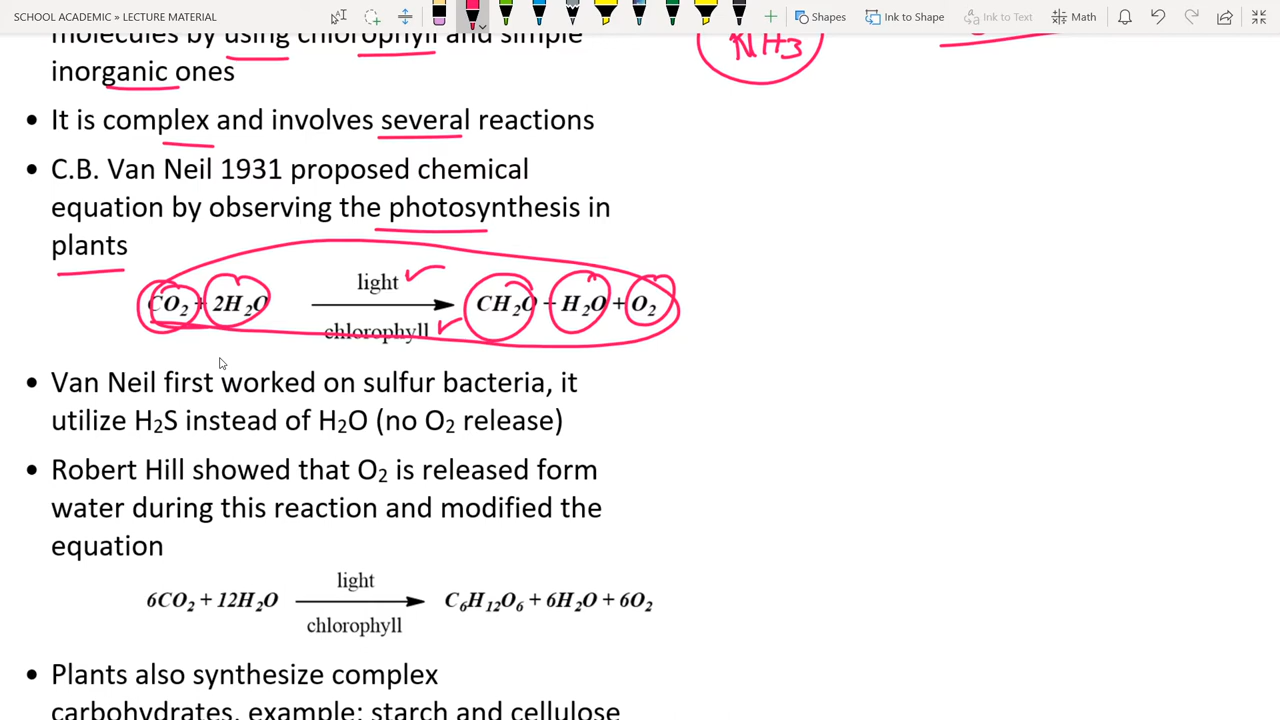 SCHOOL ACADEMIC » LECTURE MATERIAL
Shapes
Ink to Shape
Ink to Text
Math
Share
molecules by using chlorophyll and simple
inorganic ones
NH3
• It is complex and involves several reactions
• C.B. Van Neil 1931 proposed chemical
equation by observing the photosynthesis in
plants
light
CO₂ + 2H₂O → CH₂O + H₂O + O₂
chlorophyll
• Van Neil first worked on sulfur bacteria, it
utilize H₂S instead of H₂O (no O₂ release)
• Robert Hill showed that O₂ is released form
water during this reaction and modified the
equation
light
6CO₂ + 12H₂O → C₆H₁₂O₆ + 6H₂O + 6O₂
chlorophyll
• Plants also synthesize complex
carbohydrates, example: starch and cellulose